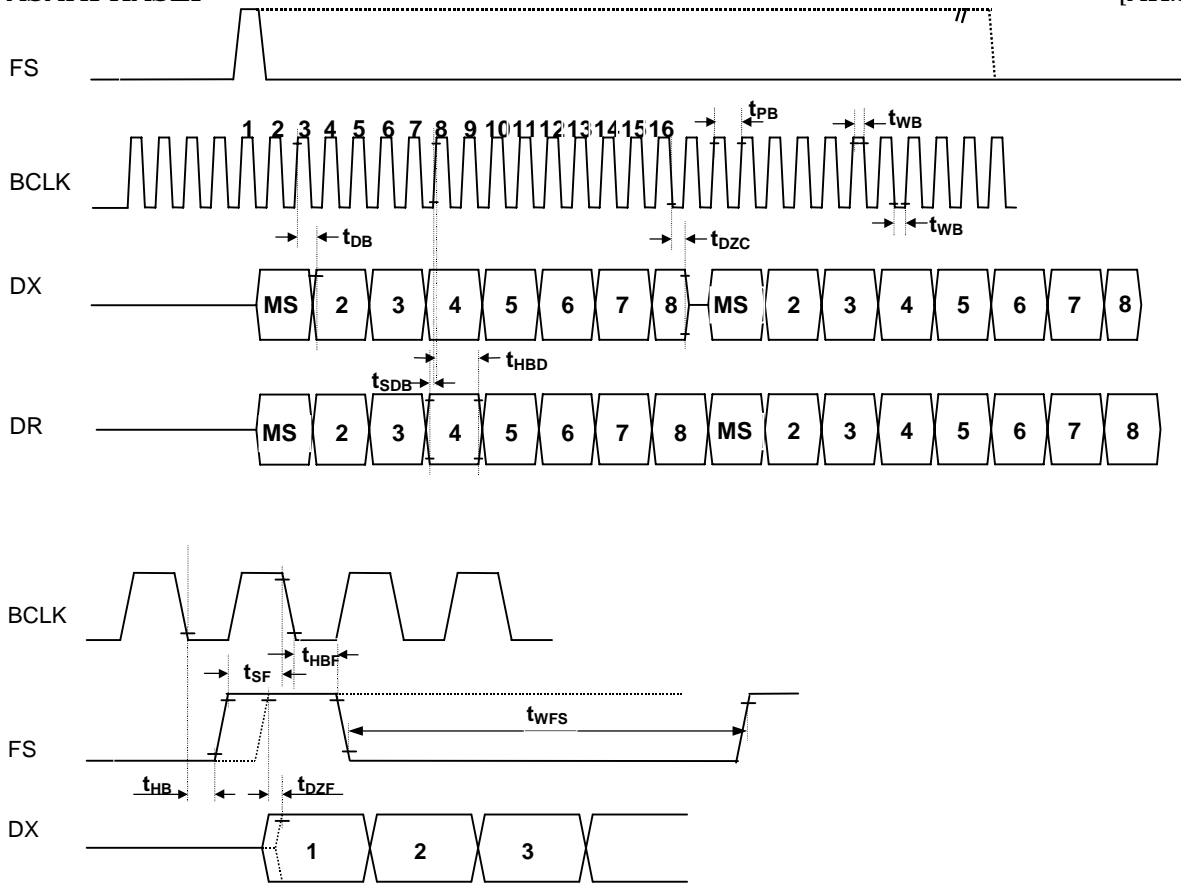 FS
1 2 3 4 5 6 7 8 9 10 11 12 13 14 15 16
tPB
tWB
BCLK
tWB
tDB
tDZC
DX
MS 2 3 4 5 6 7 8 MS 2 3 4 5 6 7 8
tHBD
tSDB
DR
MS 2 3 4 5 6 7 8 MS 2 3 4 5 6 7 8
BCLK
tHBF
tSF
tWFS
FS
tHB
tDZF
DX
1 2 3